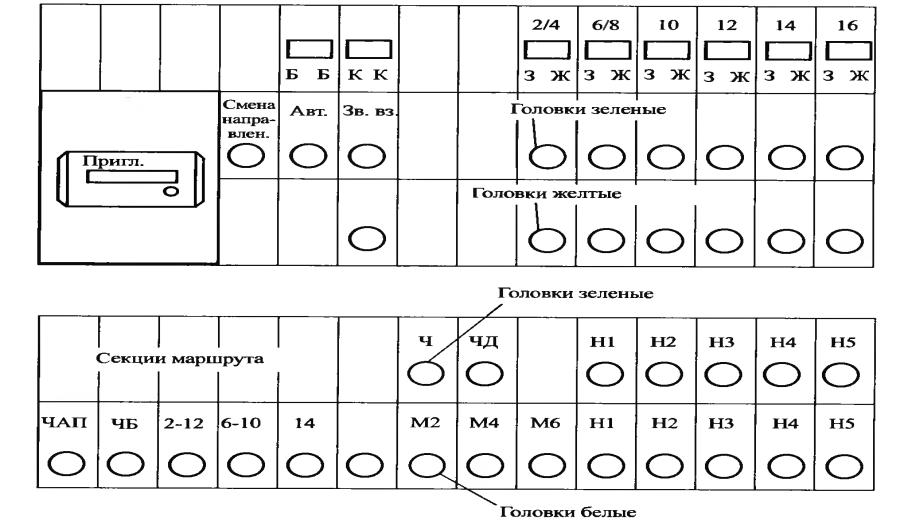 2/4 6/8 10 12 14 16
Б Б К К З Ж З Ж З Ж З Ж З Ж З Ж
Смена
направлен.
Авт. Зв. вз.
Головки зеленые
Пригл.
Головки желтые
Головки зеленые
Ч ЧД Н1 Н2 Н3 Н4 Н5
Секции маршрута
ЧАП ЧБ 2-12 6-10 14 М2 М4 М6 Н1 Н2 Н3 Н4 Н5
Головки белые